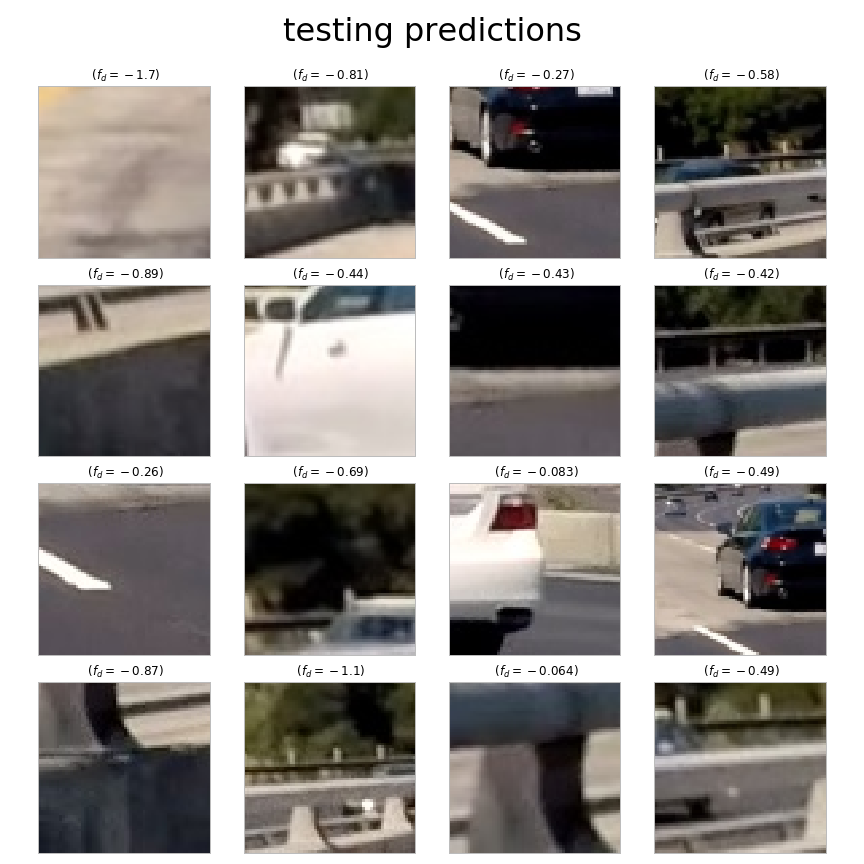 testing predictions
(f_d = −1.7)
(f_d = −0.81)
(f_d = −0.27)
(f_d = −0.58)
(f_d = −0.89)
(f_d = −0.44)
(f_d = −0.43)
(f_d = −0.42)
(f_d = −0.26)
(f_d = −0.69)
(f_d = −0.083)
(f_d = −0.49)
(f_d = −0.87)
(f_d = −1.1)
(f_d = −0.064)
(f_d = −0.49)